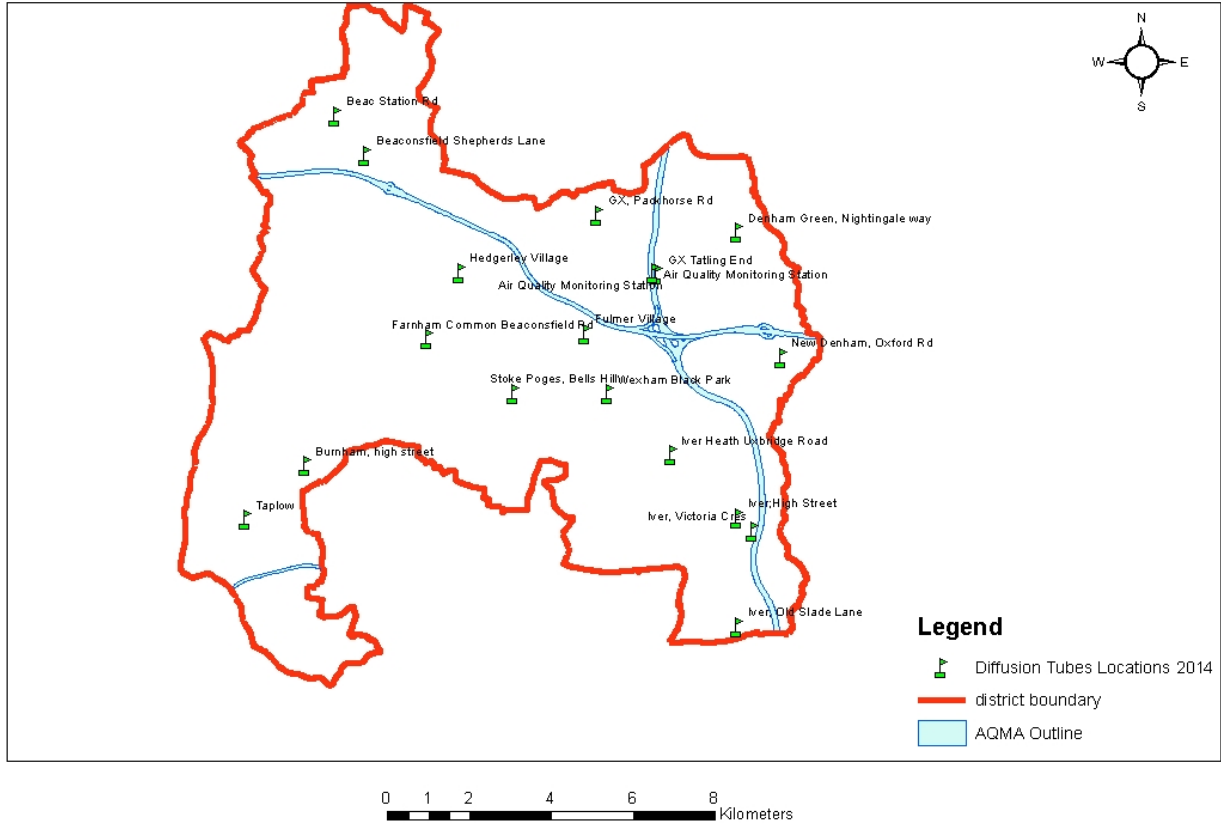 N
W E
S
Beac Station Rd
Beaconsfield Shepherds Lane
GX, Packhorse Rd
Denham Green, Nightingale way
Hedgerley Village
GX Tatling End
Air Quality Monitoring Station
Air Quality Monitoring Station
Farnham Common Beaconsfield Rd
Fulmer Village
New Denham, Oxford Rd
Stoke Poges, Bells Hill
Wexham Black Park
Iver Heath Uxbridge Road
Burnham, high street
Taplow
Iver,High Street
Iver, Victoria Cres
Iver, Old Slade Lane
Legend
Diffusion Tubes Locations 2014
district boundary
AQMA Outline
0 1 2 4 6 8
Kilometers